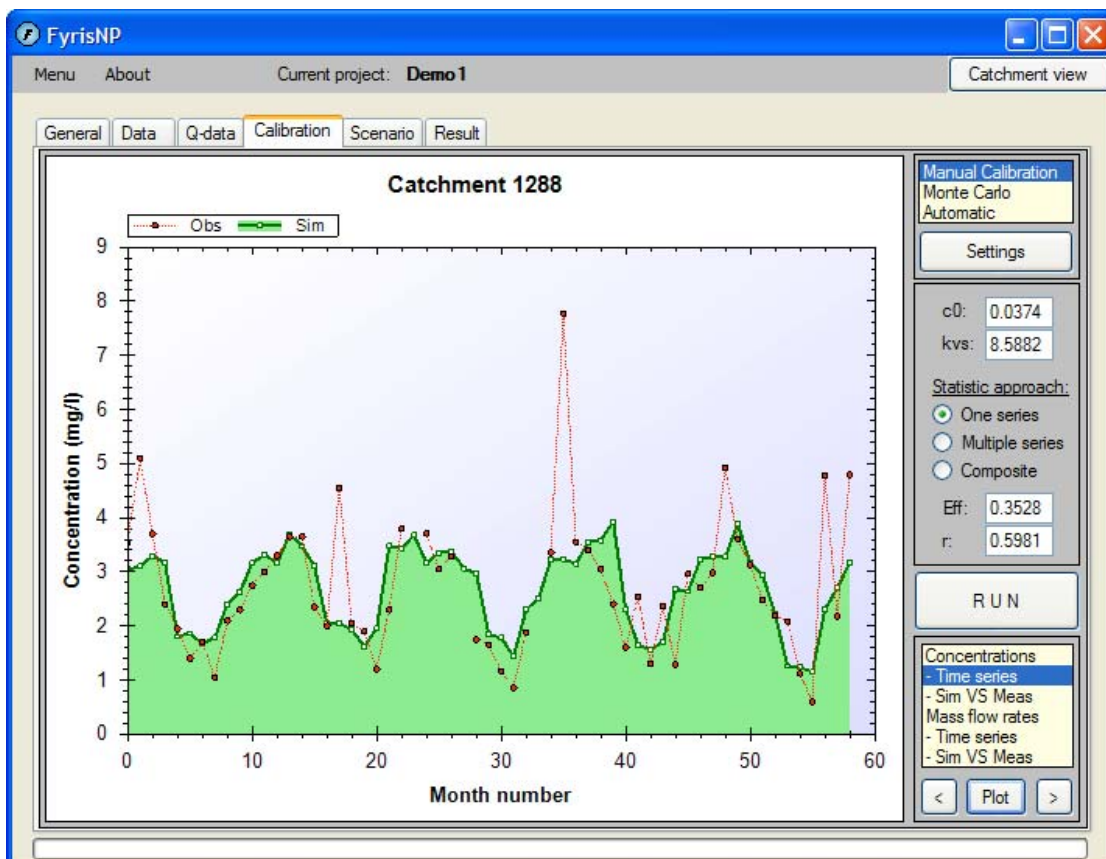 FyrisNP
Menu About Current project: Demo1 Catchment view
General Data Q-data Calibration Scenario Result
Catchment 1288
Obs Sim
9
8
7
6
5
4
3
2
1
0
Concentration (mg/l)
0 10 20 30 40 50 60
Month number
Manual Calibration
Monte Carlo
Automatic
Settings
c0: 0.0374
kvs: 8.5882
Statistic approach:
One series
Multiple series
Composite
Eff: 0.3528
r: 0.5981
R U N
Concentrations
- Time series
- Sim VS Meas
Mass flow rates
- Time series
- Sim VS Meas
< Plot >